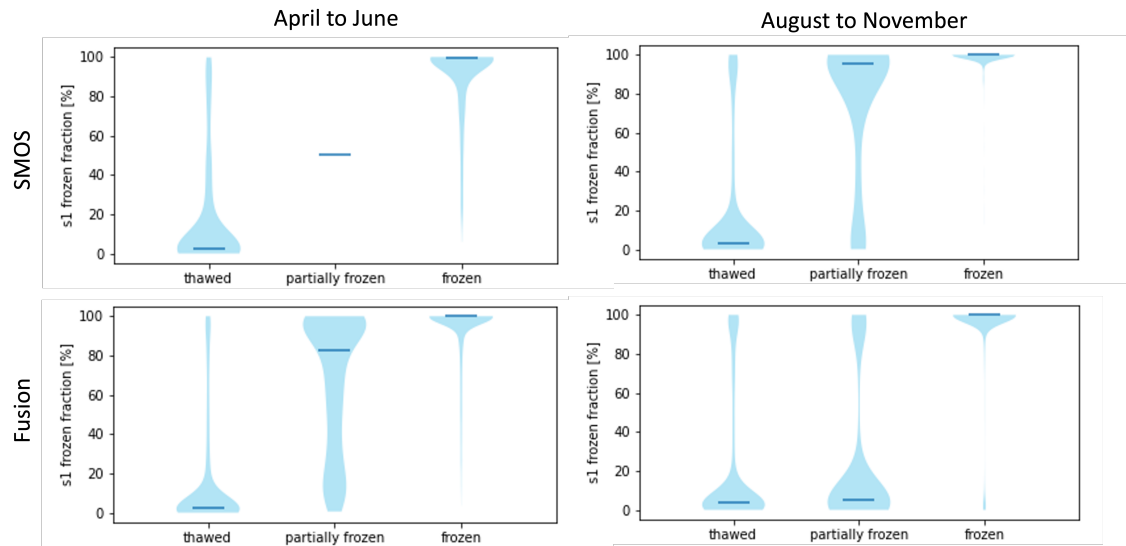 April to June
August to November
SMOS
s1 frozen fraction [%]
100
80
60
40
20
0
thawed
partially frozen
frozen
s1 frozen fraction [%]
100
80
60
40
20
0
thawed
partially frozen
frozen
Fusion
s1 frozen fraction [%]
100
80
60
40
20
0
thawed
partially frozen
frozen
s1 frozen fraction [%]
100
80
60
40
20
0
thawed
partially frozen
frozen